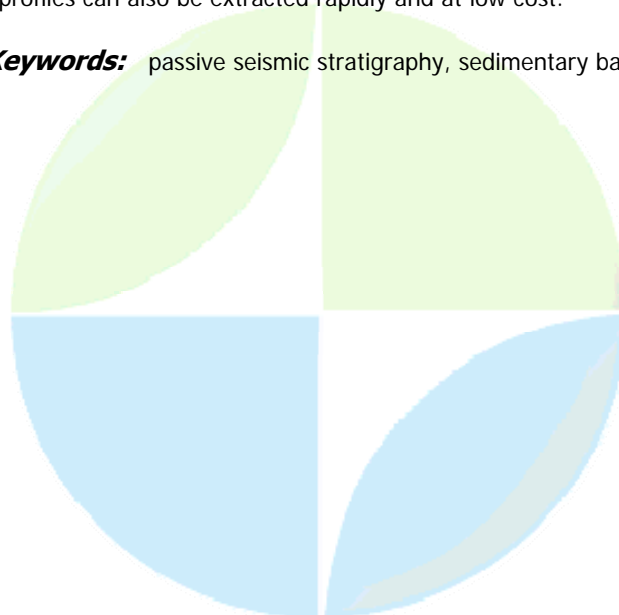 profiles can also be extracted rapidly and at low cost.
Keywords: passive seismic stratigraphy, sedimentary ba